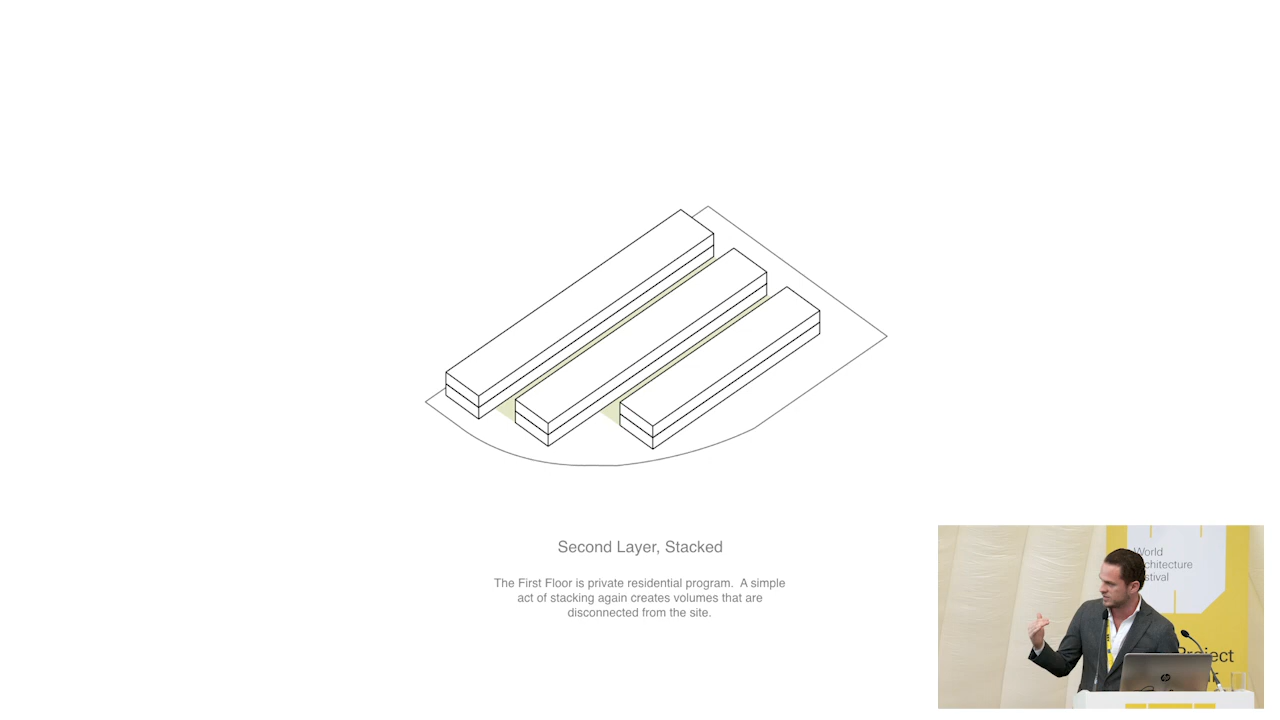 Second Layer, Stacked
The First Floor is private residential program.  A simple
act of stacking again creates volumes that are
disconnected from the site.
World
chitecture
stival
Project
hp